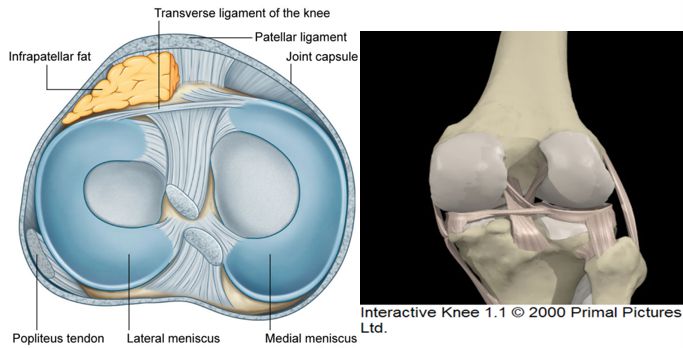 Transverse ligament of the knee
Patellar ligament
Infrapatellar fat
Joint capsule
Popliteus tendon
Lateral meniscus
Medial meniscus
Interactive Knee 1.1 © 2000 Primal Pictures
Ltd.